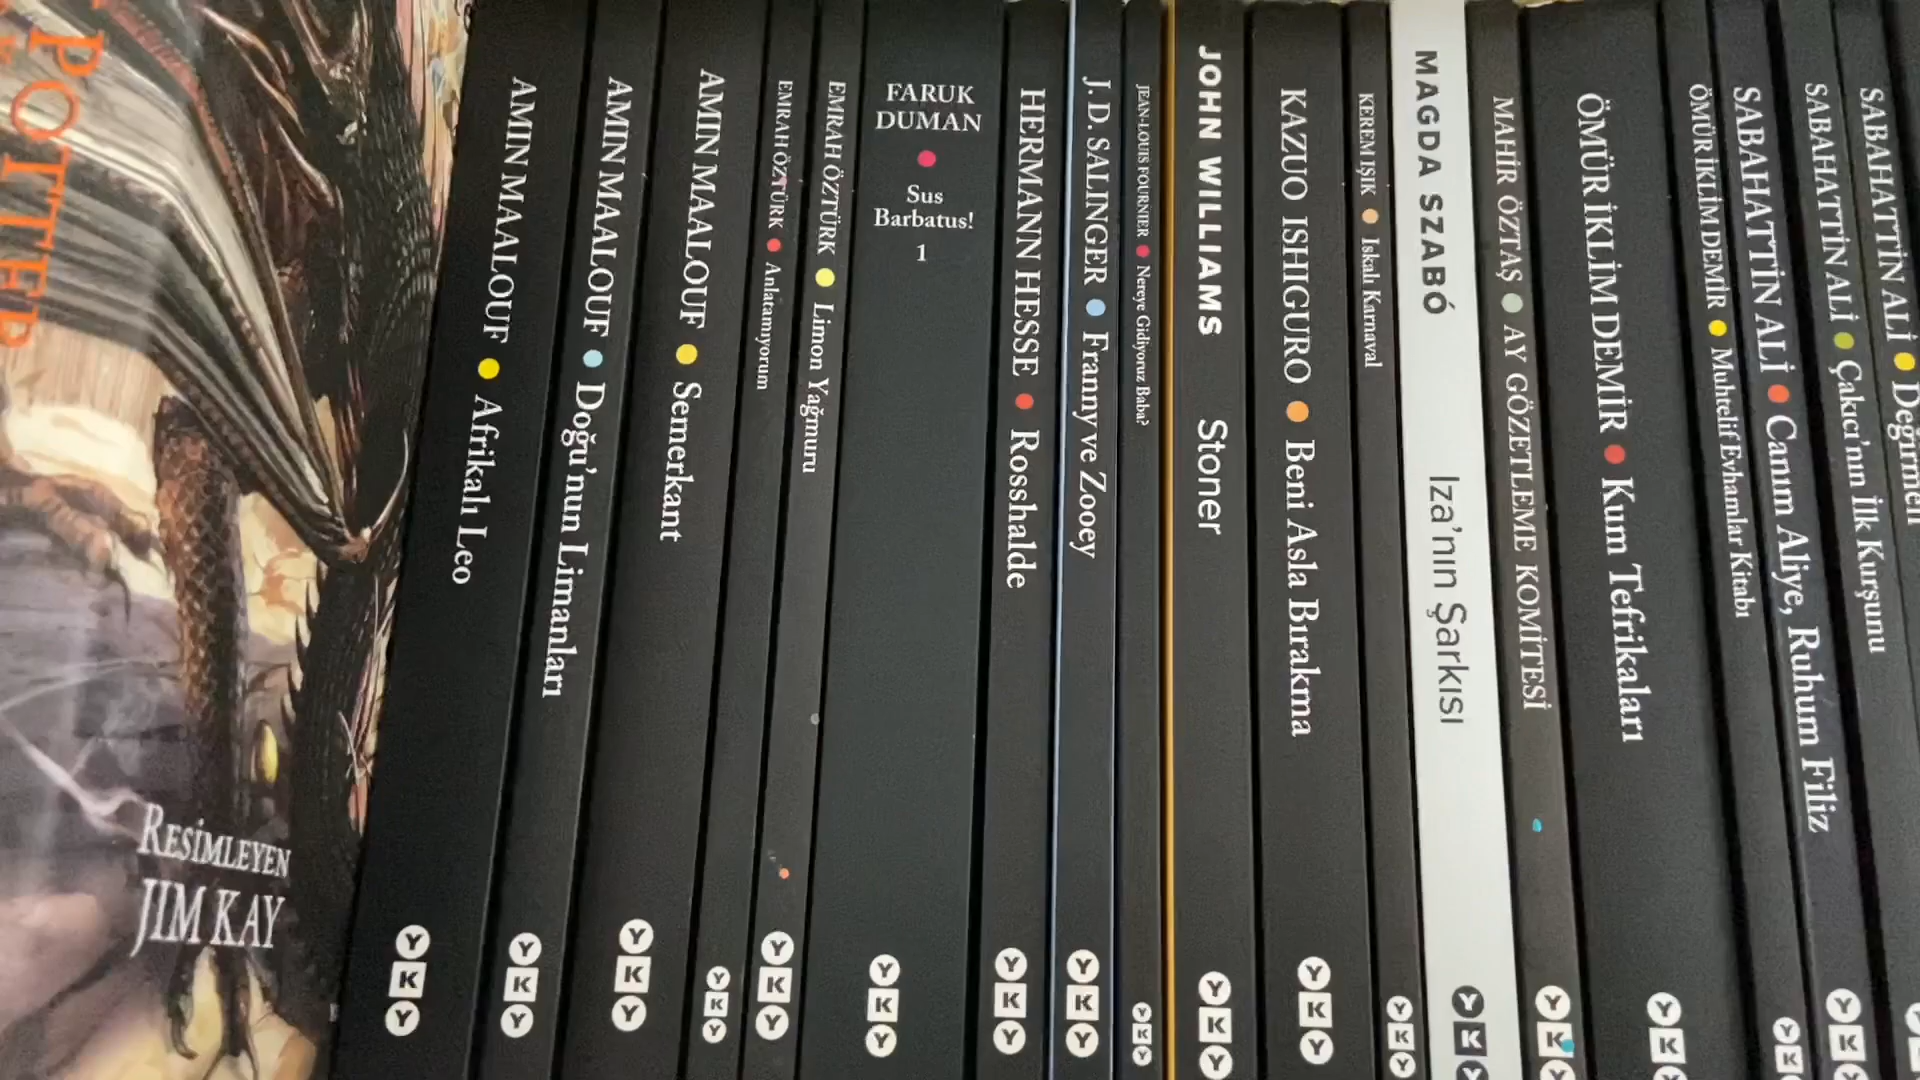 POTTER
RESİMLEYEN
JIM KAY
AMIN MAALOUF Afrikalı Leo
YKY
AMIN MAALOUF Doğu'nun Limanları
YKY
AMIN MAALOUF Semerkant
YKY
EMRAH ÖZTÜRK Anlatamıyorum
YKY
EMRAH ÖZTÜRK Limon Yağmuru
YKY
FARUK
DUMAN
Sus
Barbatus!
1
YKY
HERMANN HESSE Rosshalde
YKY
J. D. SALINGER Franny ve Zooey
YKY
JEAN-LOUIS FOURNIER Nereye Gidiyoruz Baba?
YKY
JOHN WILLIAMS Stoner
YKY
KAZUO ISHIGURO Beni Asla Bırakma
YKY
KEREM IŞIK Iskalı Karnaval
YKY
MAGDA SZABÓ Iza'nın Şarkısı
YKY
MAHİR ÖZTAŞ AY GÖZETLEME KOMİTESİ
YKY
ÖMÜR İKLİM DEMİR Kum Tefrikaları
YKY
ÖMÜR İKLİM DEMİR Muhtelif Evhamlar Kitabı
YK
SABAHATTİN ALİ Canım Aliye, Ruhum Filiz
YKY
SABAHATTİN ALİ Çakıcı'nın İlk Kurşunu
SABAHATTİN ALİ Değirmen